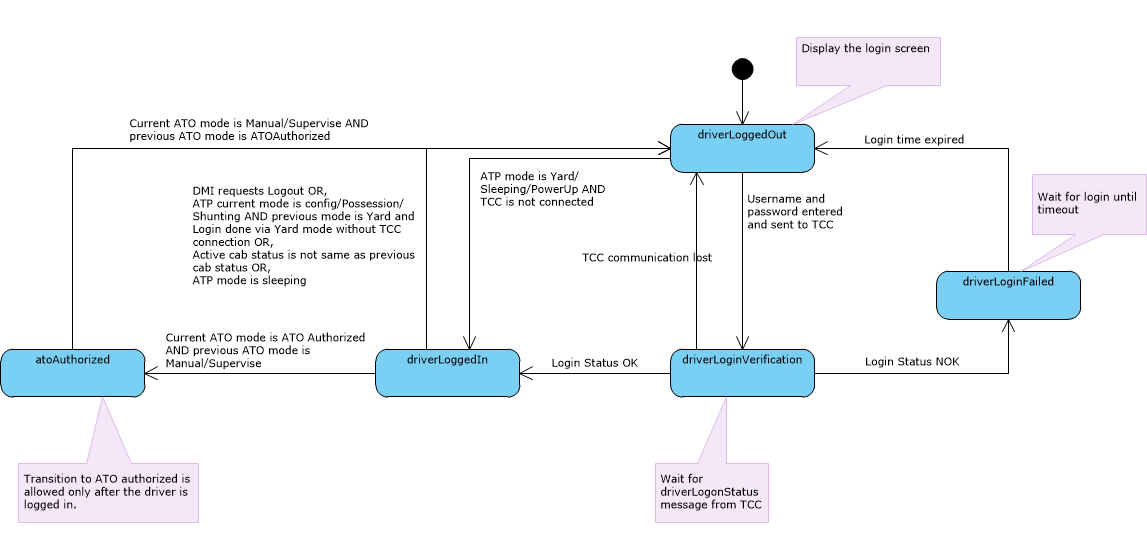 Display the login screen
driverLoggedOut
Current ATO mode is Manual/Supervise AND
previous ATO mode is ATOAuthorized
Login time expired
ATP mode is Yard/
Sleeping/PowerUp AND
TCC is not connected
DMI requests Logout OR,
ATP current mode is config/Possession/
Shunting AND previous mode is Yard and
Login done via Yard mode without TCC
connection OR,
Active cab status is not same as previous
cab status OR,
ATP mode is sleeping
Username and
password entered
and sent to TCC
Wait for login until
timeout
TCC communication lost
driverLoginFailed
Current ATO mode is ATO Authorized
AND previous ATO mode is
Manual/Supervise
atoAuthorized
driverLoggedIn
Login Status OK
driverLoginVerification
Login Status NOK
Transition to ATO authorized is
allowed only after the driver is
logged in.
Wait for
driverLogonStatus
message from TCC